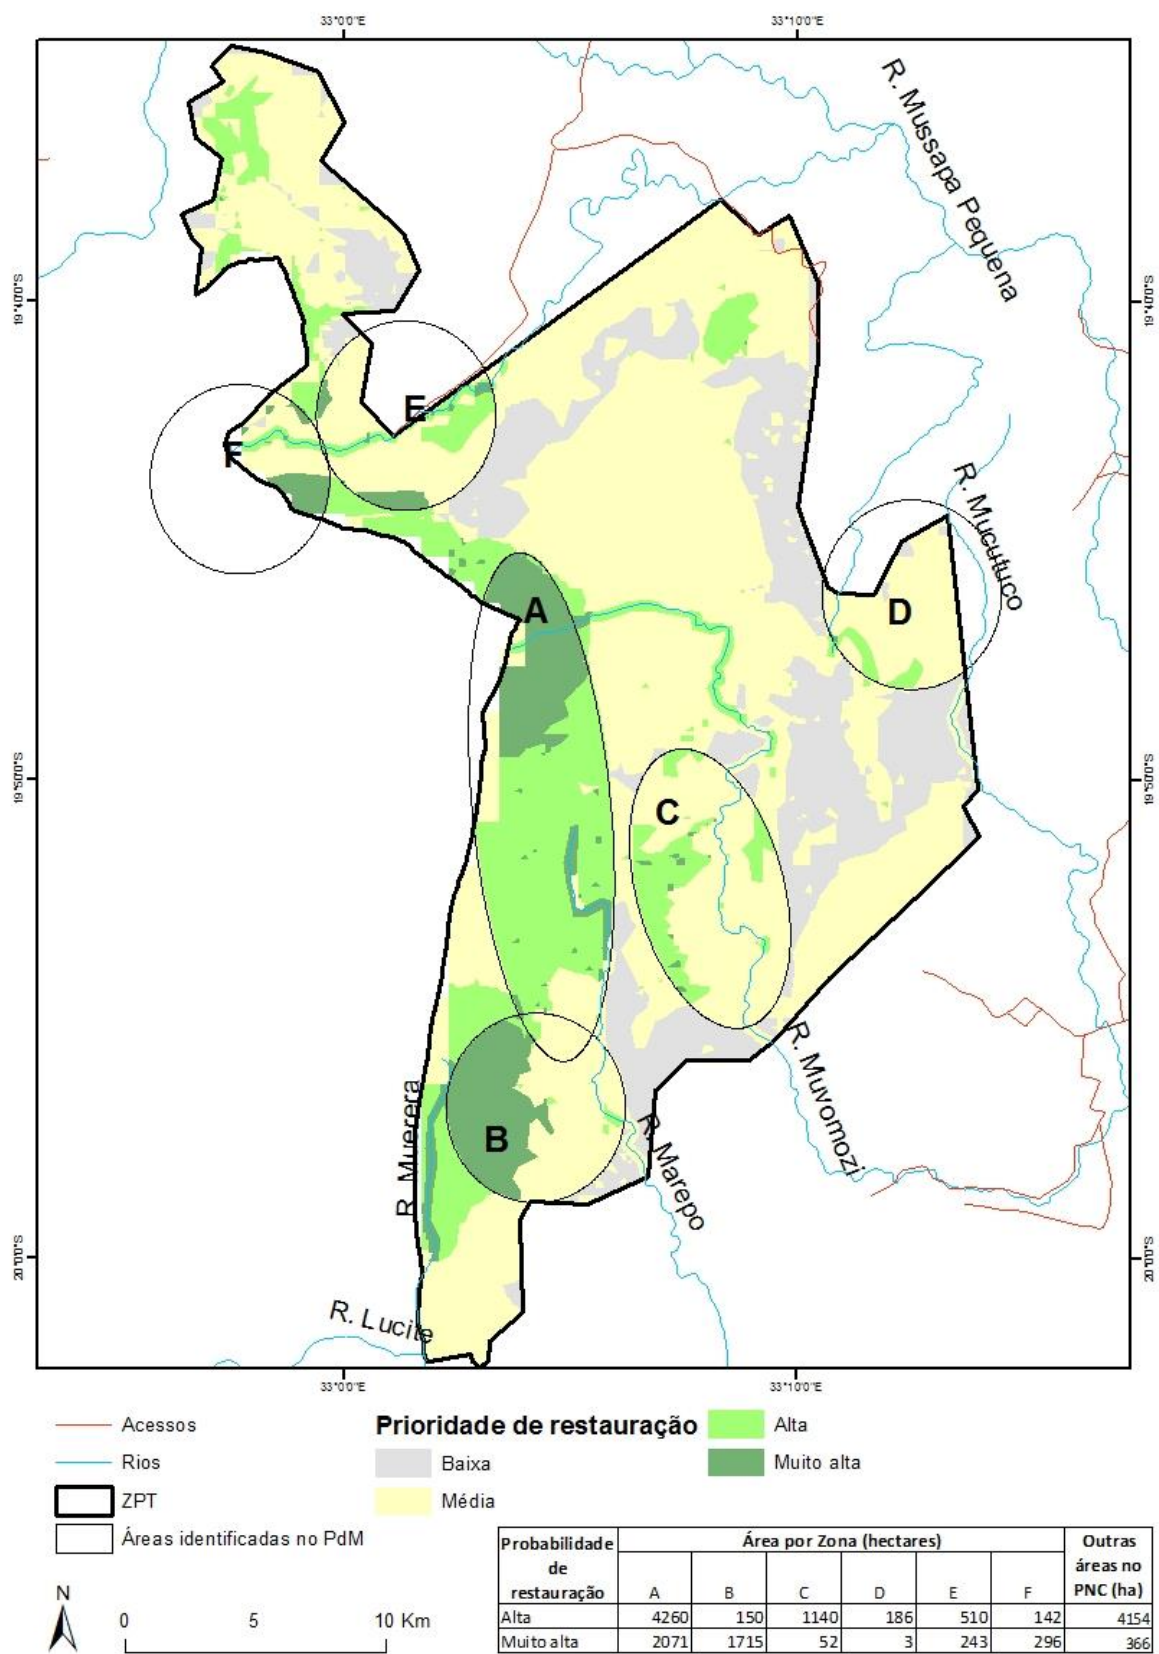 33°0'0"E
33°10'0"E
R. Mussapa Pequena
19°40'0"S
19°40'0"S
E
F
R. Mucutuco
A
D
19°50'0"S
19°50'0"S
C
R. Muerera
B
R. Marepo
R. Muvomozi
20°0'0"S
20°0'0"S
R. Lucite
33°0'0"E
33°10'0"E
Acessos
Rios
ZPT
Áreas identificadas no PdM
Prioridade de restauração
Baixa
Média
Alta
Muito alta
N
0 5 10 Km
Probabilidade de restauração
Área por Zona (hectares)
Outras áreas no PNC (ha)
A B C D E F
Alta 4260 150 1140 186 510 142 4154
Muito alta 2071 1715 52 3 243 296 366